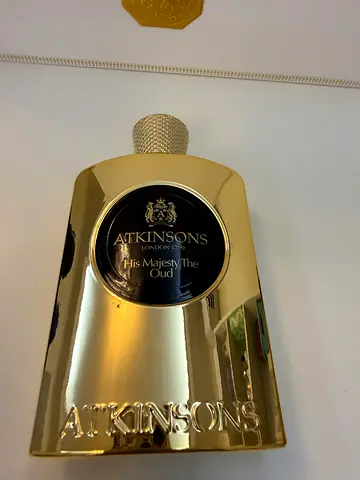 ATKINSONS
LONDON 1799
His Majesty The
Oud
ATKINSONS